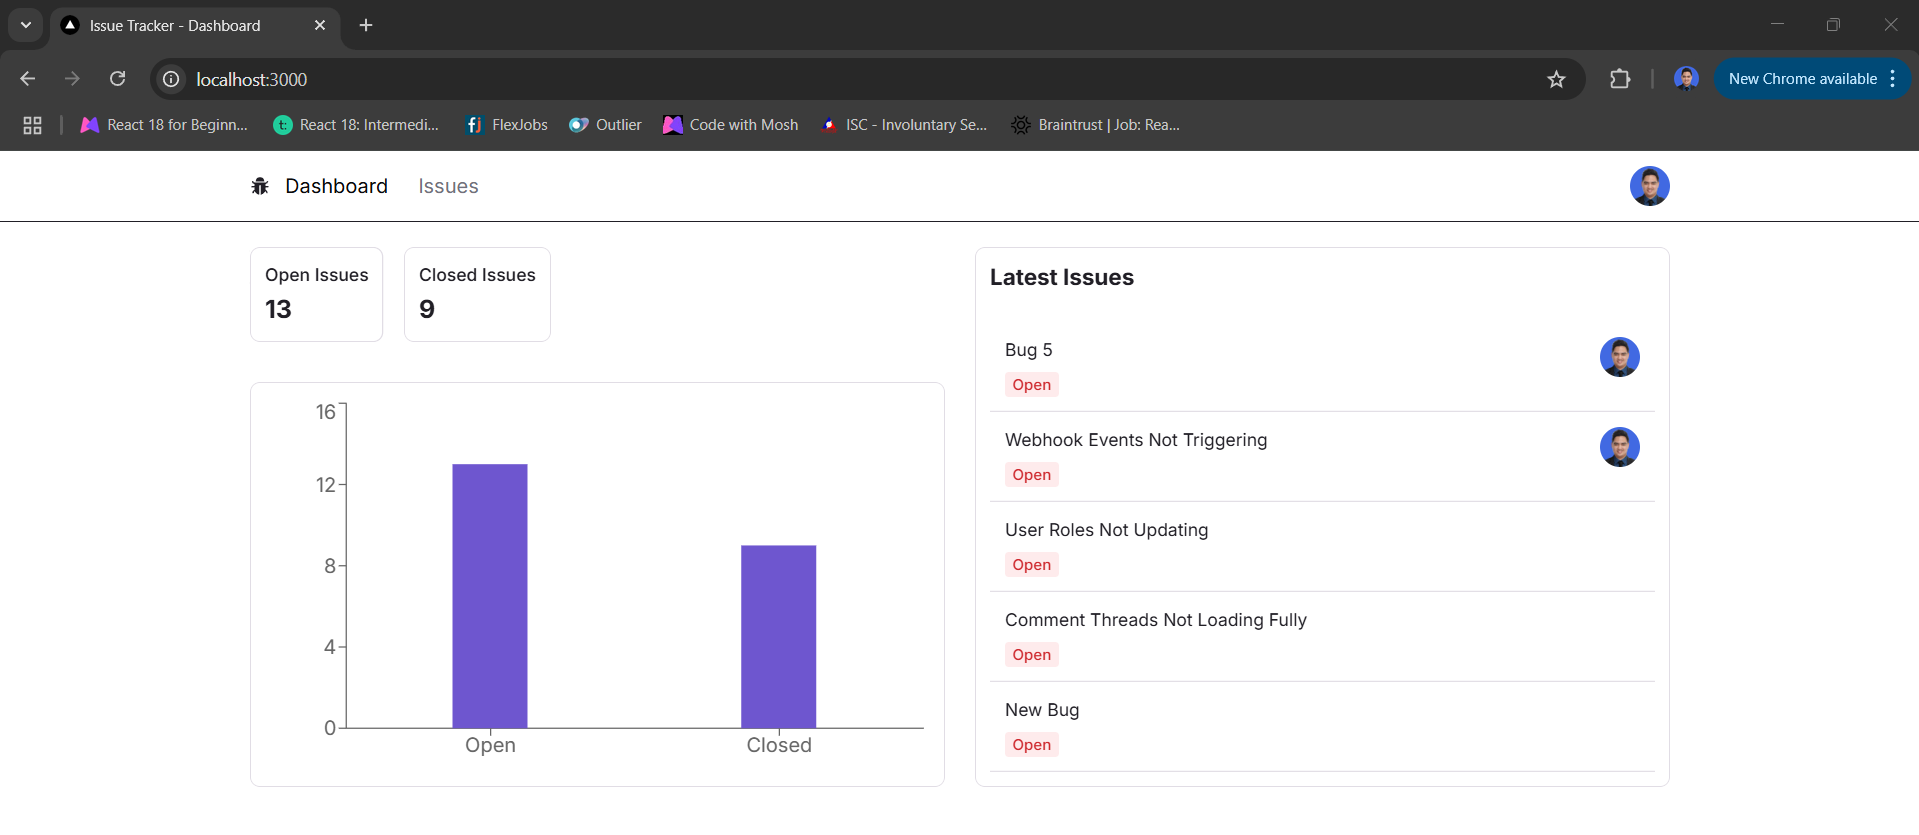 Issue Tracker - Dashboard
localhost:3000
New Chrome available
React 18 for Beginn...
React 18: Intermedi...
FlexJobs
Outlier
Code with Mosh
ISC - Involuntary Se...
Braintrust | Job: Rea...
Dashboard
Issues
Open Issues
13
Closed Issues
9
16
12
8
4
0
Open
Closed
Latest Issues
Bug 5
Open
Webhook Events Not Triggering
Open
User Roles Not Updating
Open
Comment Threads Not Loading Fully
Open
New Bug
Open